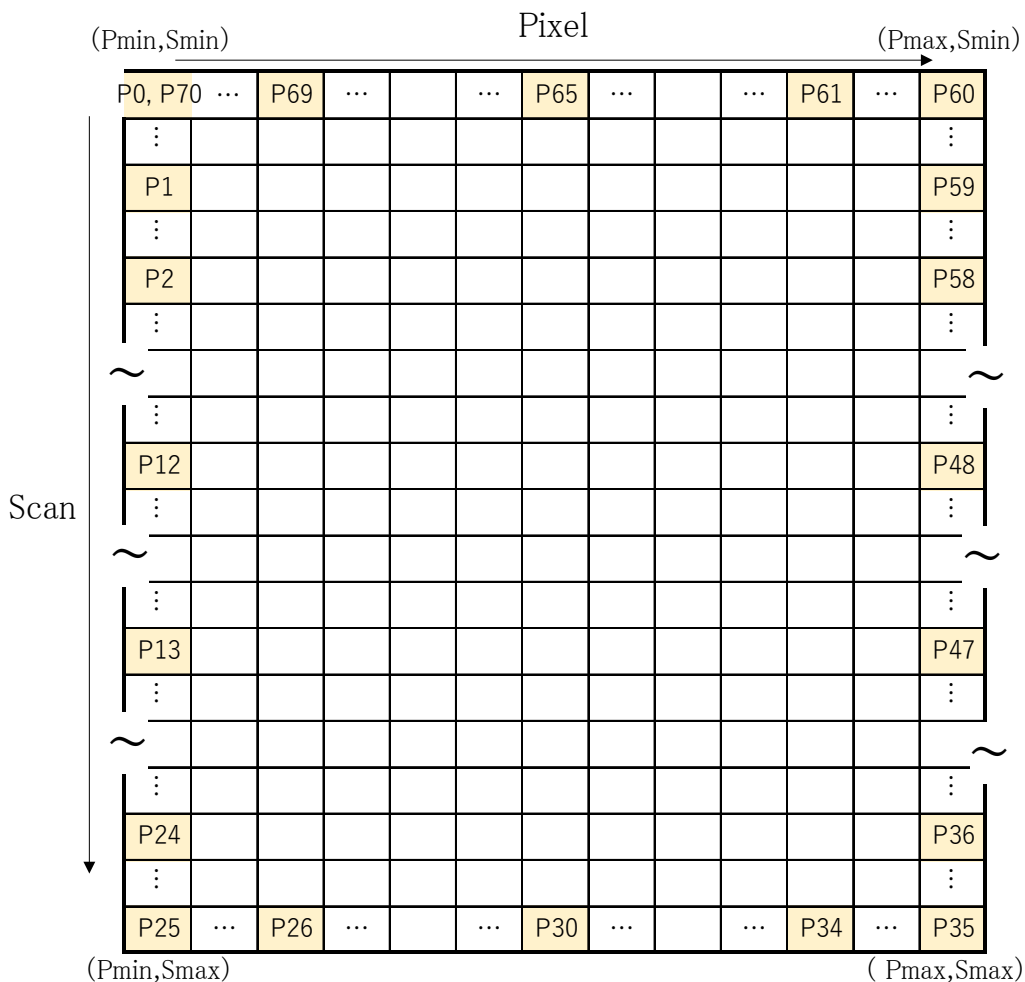 Pixel
(Pmin,Smin) (Pmax,Smin)
P0, P70 … P69 … … P65 … … P61 … P60
⋮ ⋮
P1 P59
⋮ ⋮
P2 P58
⋮ ⋮
~ ~
⋮ ⋮
P12 P48
Scan
⋮ ⋮
~ ~
⋮ ⋮
P13 P47
⋮ ⋮
~ ~
⋮ ⋮
P24 P36
⋮ ⋮
P25 … P26 … … P30 … … P34 … P35
(Pmin,Smax) ( Pmax,Smax)